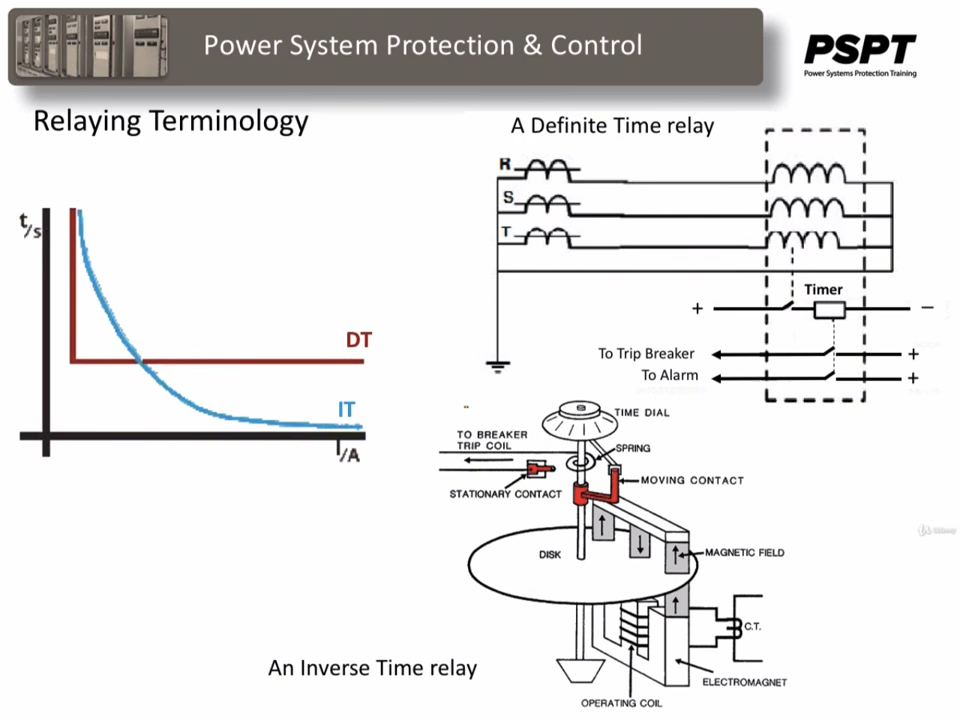 Power System Protection & Control
PSPT
Power Systems Protection Training
Relaying Terminology
A Definite Time relay
t/s
DT
IT
I/A
R
S
T
Timer
+
−
To Trip Breaker
+
To Alarm
+
TIME DIAL
TO BREAKER
TRIP COIL
SPRING
STATIONARY CONTACT
MOVING CONTACT
DISK
MAGNETIC FIELD
C.T.
ELECTROMAGNET
OPERATING COIL
An Inverse Time relay
Udemy